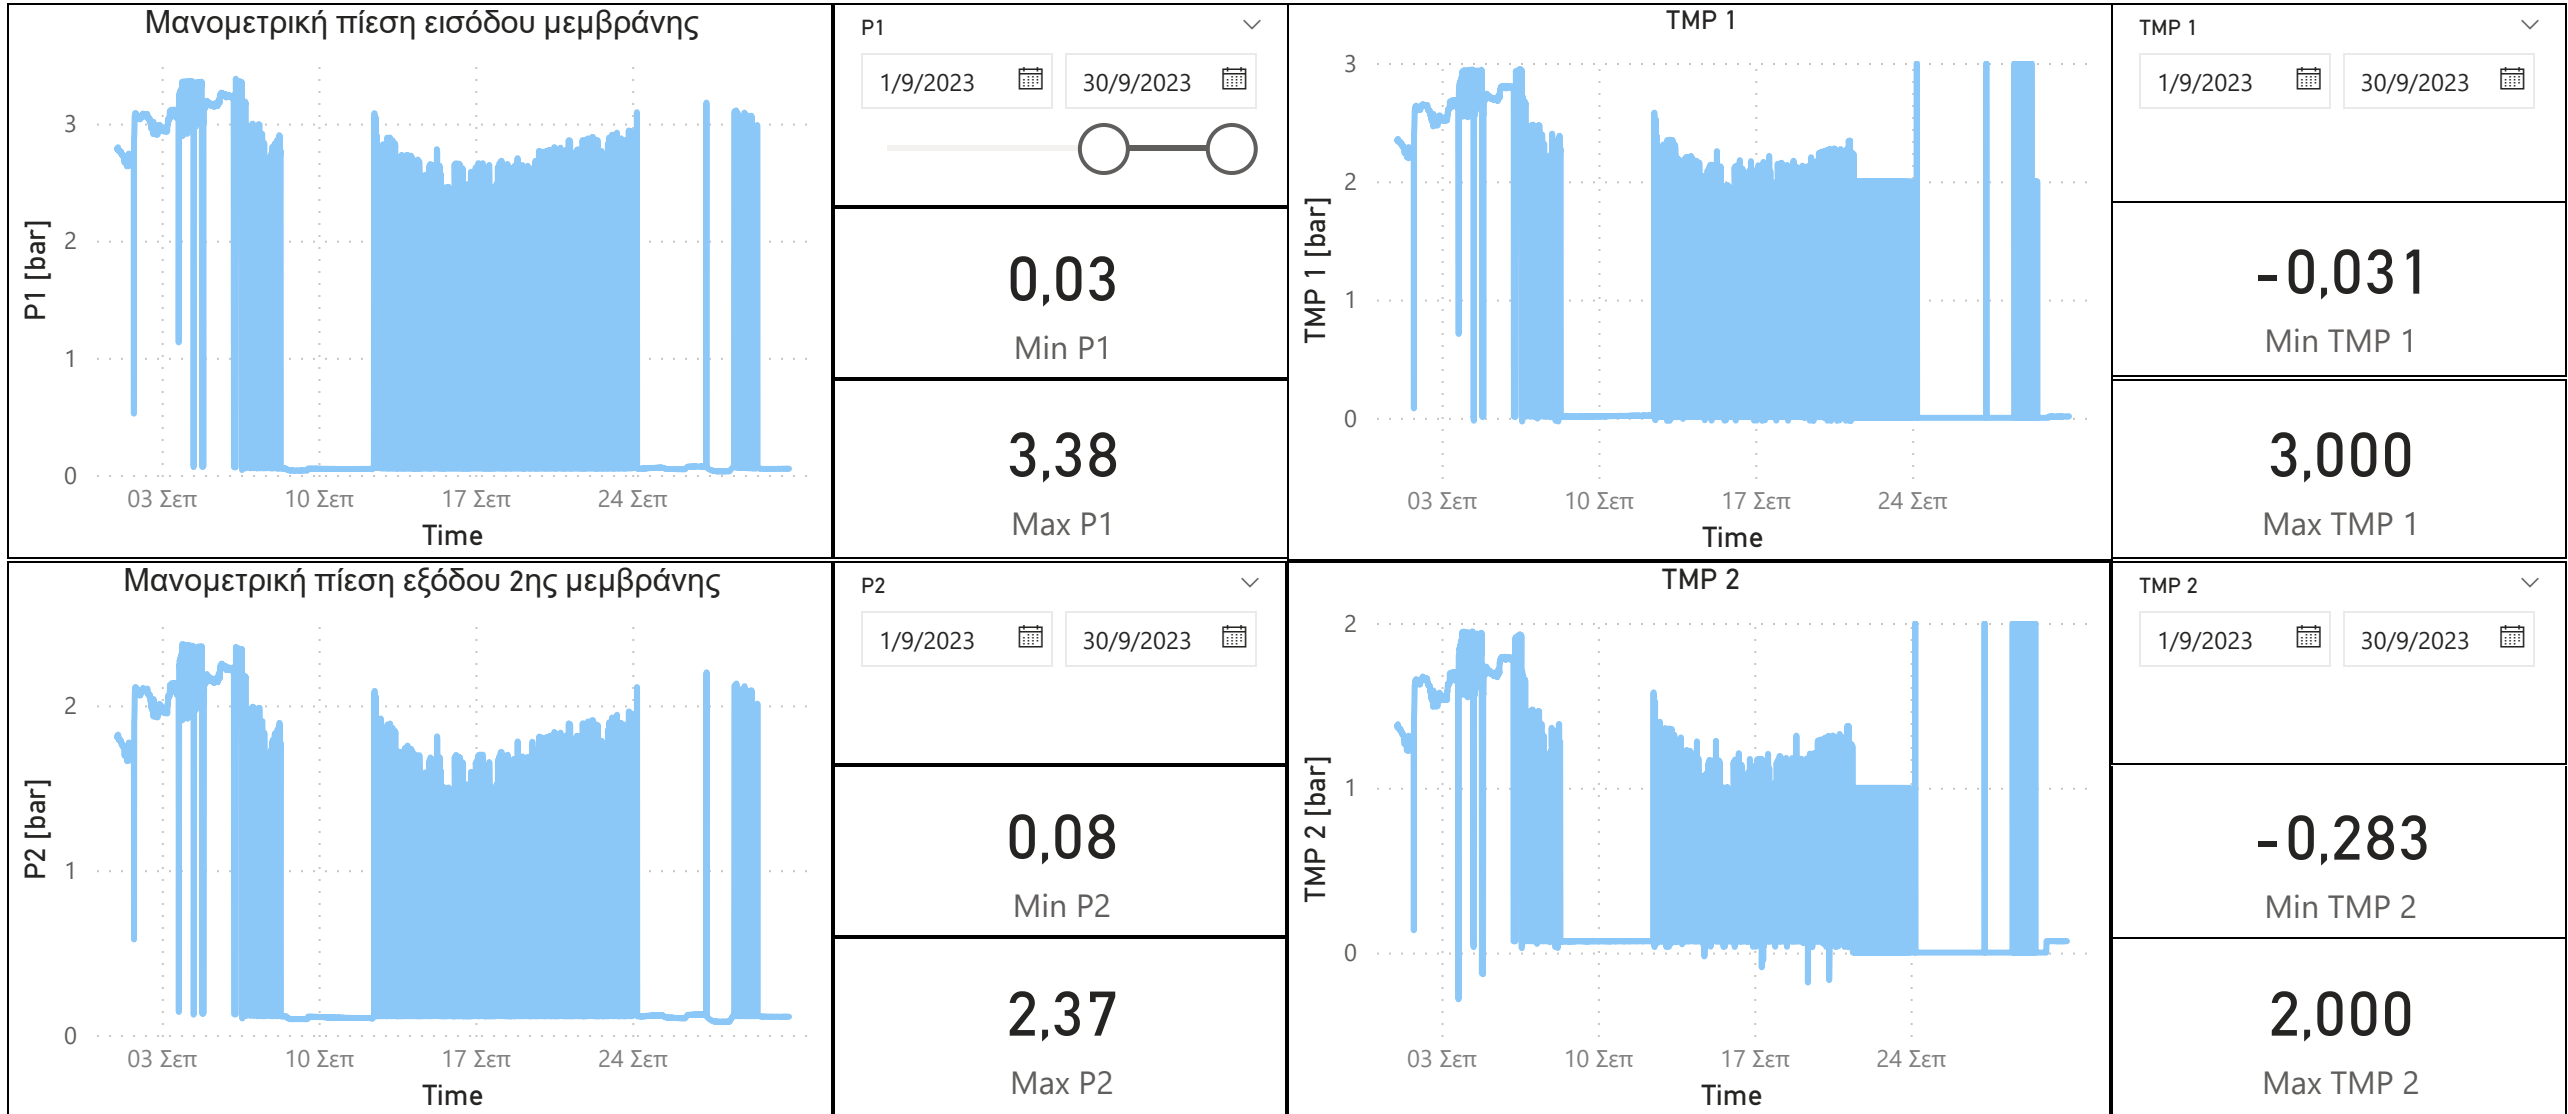 Μανομετρική πίεση εισόδου μεμβράνης
P1 [bar]
3
2
1
0
03 Σεπ 10 Σεπ 17 Σεπ 24 Σεπ
Time
P1
1/9/2023 30/9/2023
0,03
Min P1
3,38
Max P1
TMP 1
TMP 1 [bar]
3
2
1
0
03 Σεπ 10 Σεπ 17 Σεπ 24 Σεπ
Time
TMP 1
1/9/2023 30/9/2023
-0,031
Min TMP 1
3,000
Max TMP 1
Μανομετρική πίεση εξόδου 2ης μεμβράνης
P2 [bar]
2
1
0
03 Σεπ 10 Σεπ 17 Σεπ 24 Σεπ
Time
P2
1/9/2023 30/9/2023
0,08
Min P2
2,37
Max P2
TMP 2
TMP 2 [bar]
2
1
0
03 Σεπ 10 Σεπ 17 Σεπ 24 Σεπ
Time
TMP 2
1/9/2023 30/9/2023
-0,283
Min TMP 2
2,000
Max TMP 2